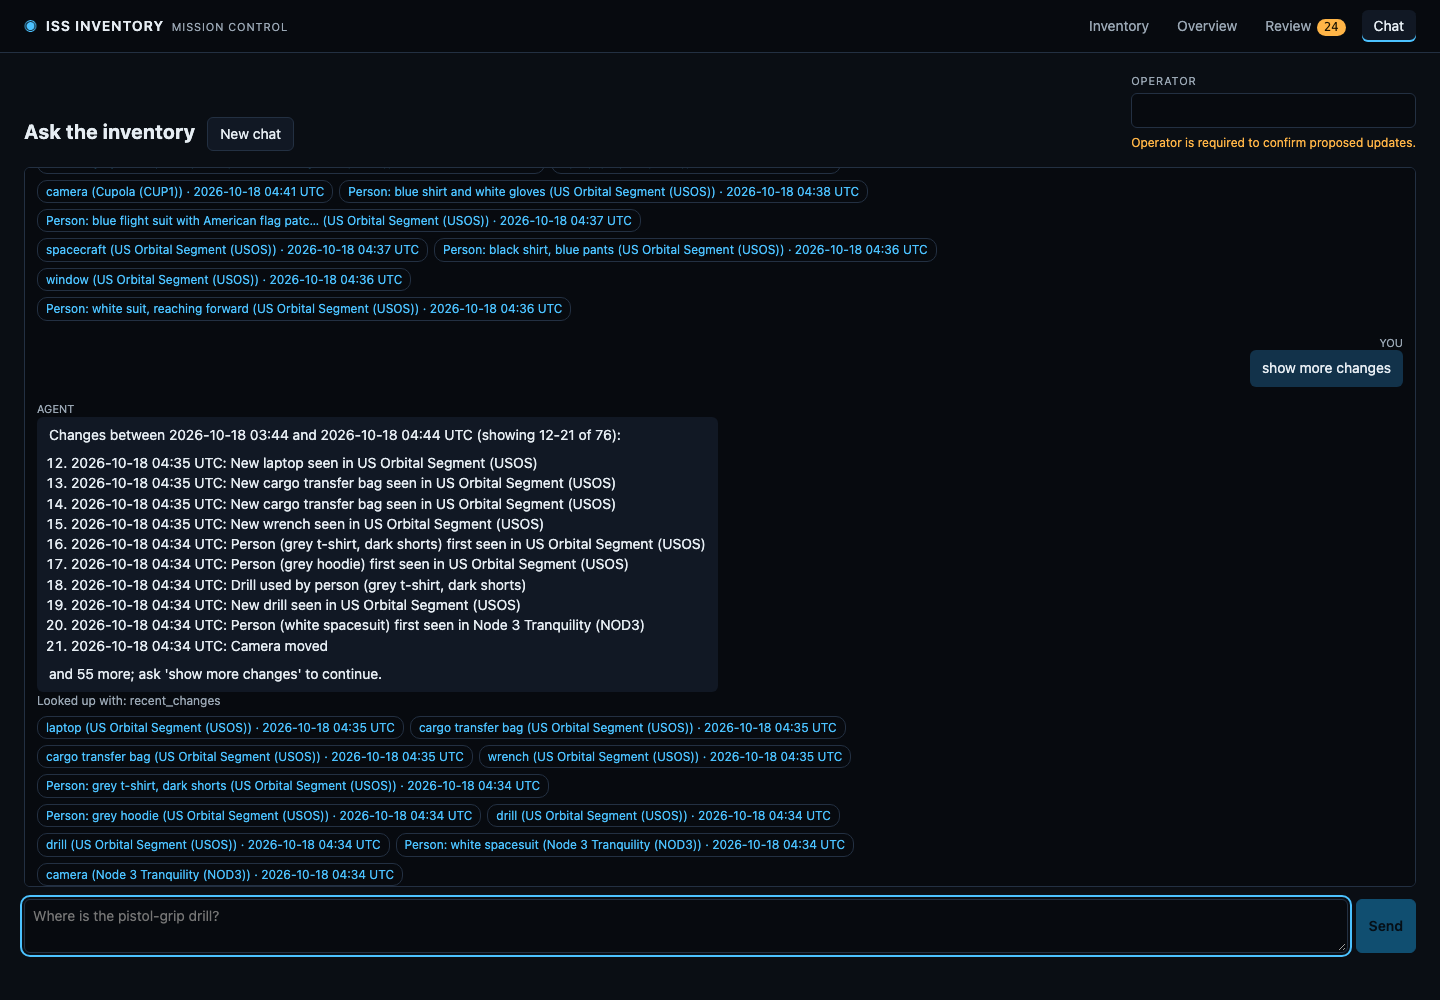 ISS INVENTORY MISSION CONTROL
Inventory Overview Review 24 Chat
OPERATOR
Operator is required to confirm proposed updates.
Ask the inventory New chat
camera (Cupola (CUP1)) · 2026-10-18 04:41 UTC Person: blue shirt and white gloves (US Orbital Segment (USOS)) · 2026-10-18 04:38 UTC
Person: blue flight suit with American flag patc... (US Orbital Segment (USOS)) · 2026-10-18 04:37 UTC
spacecraft (US Orbital Segment (USOS)) · 2026-10-18 04:37 UTC Person: black shirt, blue pants (US Orbital Segment (USOS)) · 2026-10-18 04:36 UTC
window (US Orbital Segment (USOS)) · 2026-10-18 04:36 UTC
Person: white suit, reaching forward (US Orbital Segment (USOS)) · 2026-10-18 04:36 UTC
YOU
show more changes
AGENT
Changes between 2026-10-18 03:44 and 2026-10-18 04:44 UTC (showing 12-21 of 76):
12. 2026-10-18 04:35 UTC: New laptop seen in US Orbital Segment (USOS)
13. 2026-10-18 04:35 UTC: New cargo transfer bag seen in US Orbital Segment (USOS)
14. 2026-10-18 04:35 UTC: New cargo transfer bag seen in US Orbital Segment (USOS)
15. 2026-10-18 04:35 UTC: New wrench seen in US Orbital Segment (USOS)
16. 2026-10-18 04:34 UTC: Person (grey t-shirt, dark shorts) first seen in US Orbital Segment (USOS)
17. 2026-10-18 04:34 UTC: Person (grey hoodie) first seen in US Orbital Segment (USOS)
18. 2026-10-18 04:34 UTC: Drill used by person (grey t-shirt, dark shorts)
19. 2026-10-18 04:34 UTC: New drill seen in US Orbital Segment (USOS)
20. 2026-10-18 04:34 UTC: Person (white spacesuit) first seen in Node 3 Tranquility (NOD3)
21. 2026-10-18 04:34 UTC: Camera moved
and 55 more; ask 'show more changes' to continue.
Looked up with: recent_changes
laptop (US Orbital Segment (USOS)) · 2026-10-18 04:35 UTC cargo transfer bag (US Orbital Segment (USOS)) · 2026-10-18 04:35 UTC
cargo transfer bag (US Orbital Segment (USOS)) · 2026-10-18 04:35 UTC wrench (US Orbital Segment (USOS)) · 2026-10-18 04:35 UTC
Person: grey t-shirt, dark shorts (US Orbital Segment (USOS)) · 2026-10-18 04:34 UTC
Person: grey hoodie (US Orbital Segment (USOS)) · 2026-10-18 04:34 UTC drill (US Orbital Segment (USOS)) · 2026-10-18 04:34 UTC
drill (US Orbital Segment (USOS)) · 2026-10-18 04:34 UTC Person: white spacesuit (Node 3 Tranquility (NOD3)) · 2026-10-18 04:34 UTC
camera (Node 3 Tranquility (NOD3)) · 2026-10-18 04:34 UTC
Where is the pistol-grip drill?
Send